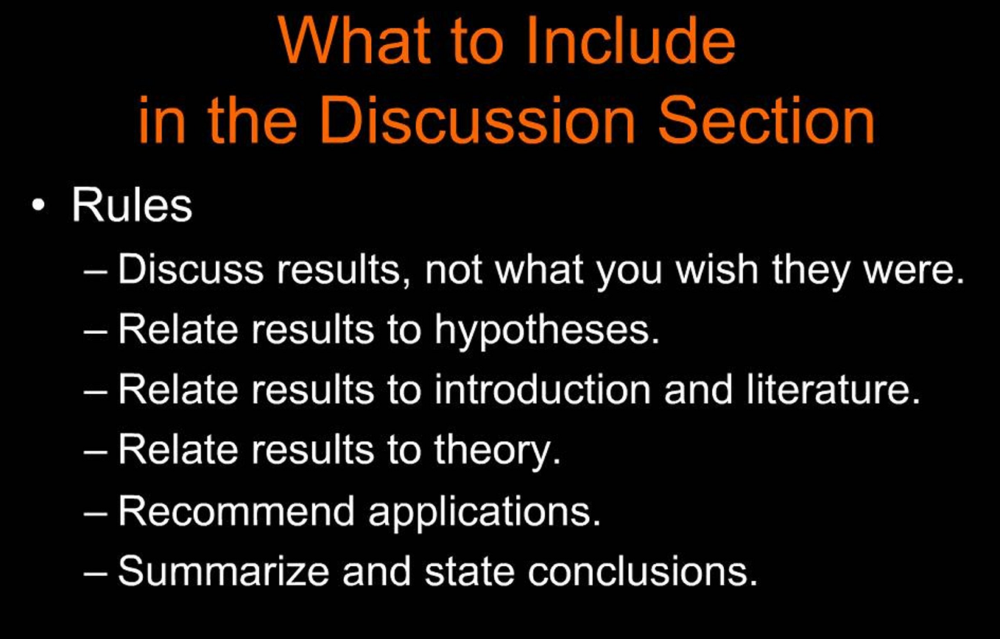 What to Include
in the Discussion Section
• Rules
– Discuss results, not what you wish they were.
– Relate results to hypotheses.
– Relate results to introduction and literature.
– Relate results to theory.
– Recommend applications.
– Summarize and state conclusions.